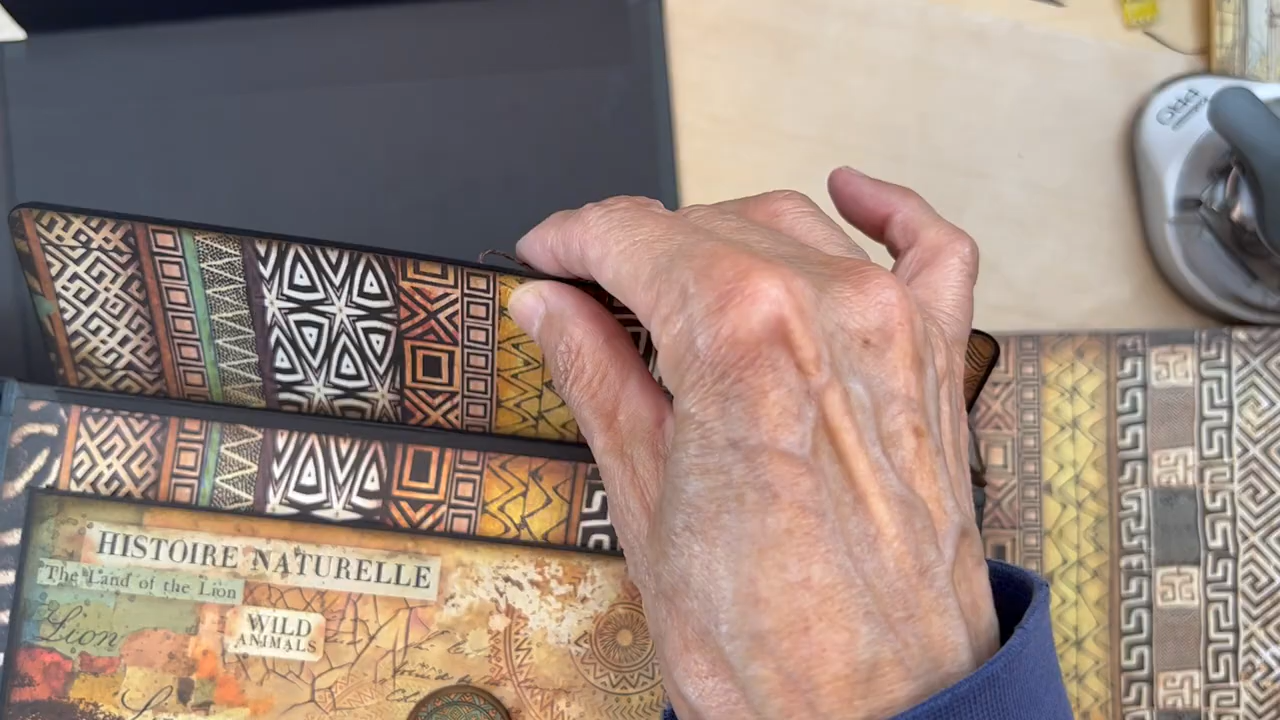 HISTOIRE NATURELLE
The Land of the Lion
Lion
WILD
ANIMALS